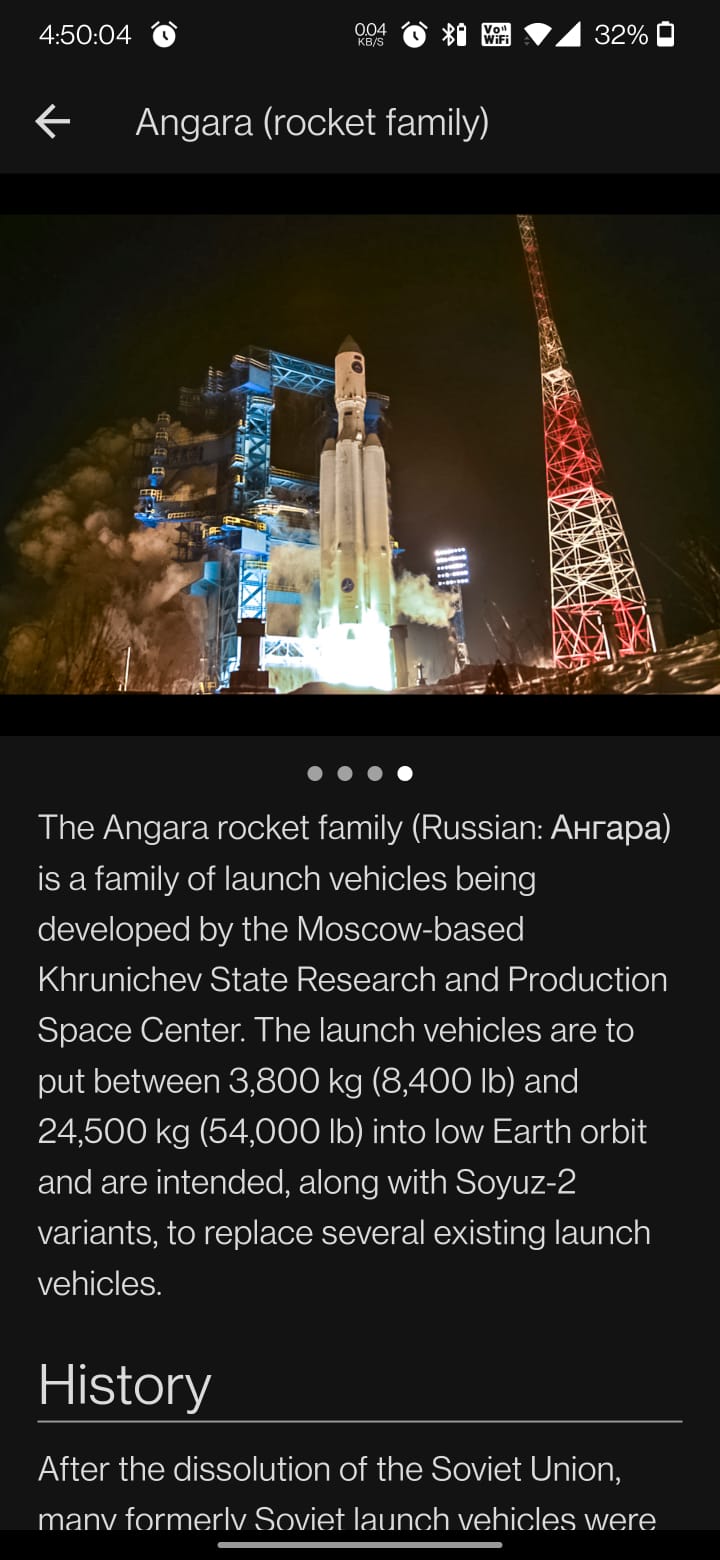 4:50:04
0.04 KB/S
Vo WiFi
32%
Angara (rocket family)
The Angara rocket family (Russian: Ангара)
is a family of launch vehicles being
developed by the Moscow-based
Khrunichev State Research and Production
Space Center. The launch vehicles are to
put between 3,800 kg (8,400 lb) and
24,500 kg (54,000 lb) into low Earth orbit
and are intended, along with Soyuz-2
variants, to replace several existing launch
vehicles.
History
After the dissolution of the Soviet Union,
many formerly Soviet launch vehicles were